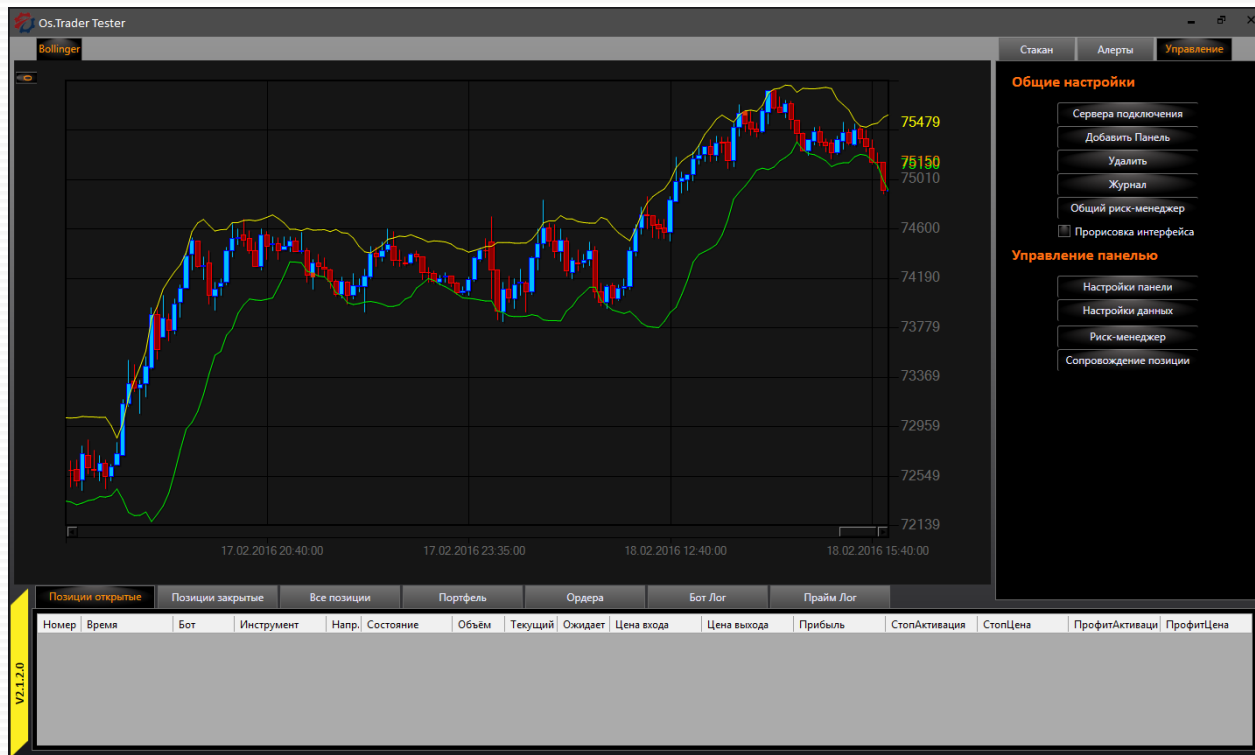 Os.Trader Tester
Bollinger
Стакан
Алерты
Управление
Общие настройки
Сервера подключения
Добавить Панель
Удалить
Журнал
Общий риск-менеджер
Прорисовка интерфейса
Управление панелью
Настройки панели
Настройки данных
Риск-менеджер
Сопровождение позиции
75479
75150
75010
74600
74190
73779
73369
72959
72549
72139
17.02.2016 20:40:00
17.02.2016 23:35:00
18.02.2016 12:40:00
18.02.2016 15:40:00
Позиции открытые
Позиции закрытые
Все позиции
Портфель
Ордера
Бот Лог
Прайм Лог
Номер Время Бот Инструмент Напр. Состояние Объём Текущий Ожидает Цена входа Цена выхода Прибыль СтопАктивация СтопЦена ПрофитАктиваци ПрофитЦена
V2.1.2.0